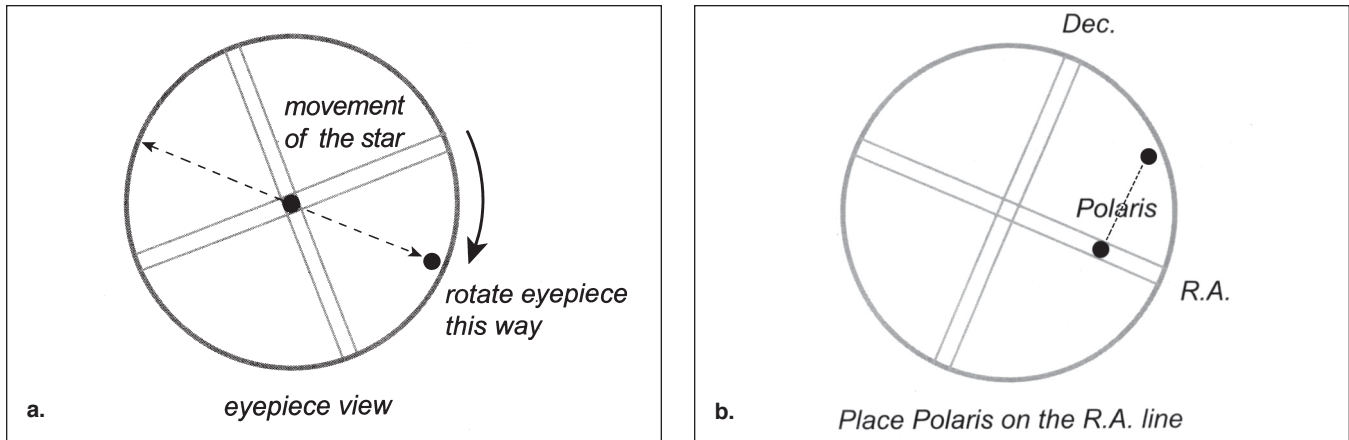 movement
of the star
rotate eyepiece
this way
a.
eyepiece view
Dec.
Polaris
R.A.
b.
Place Polaris on the R.A. line